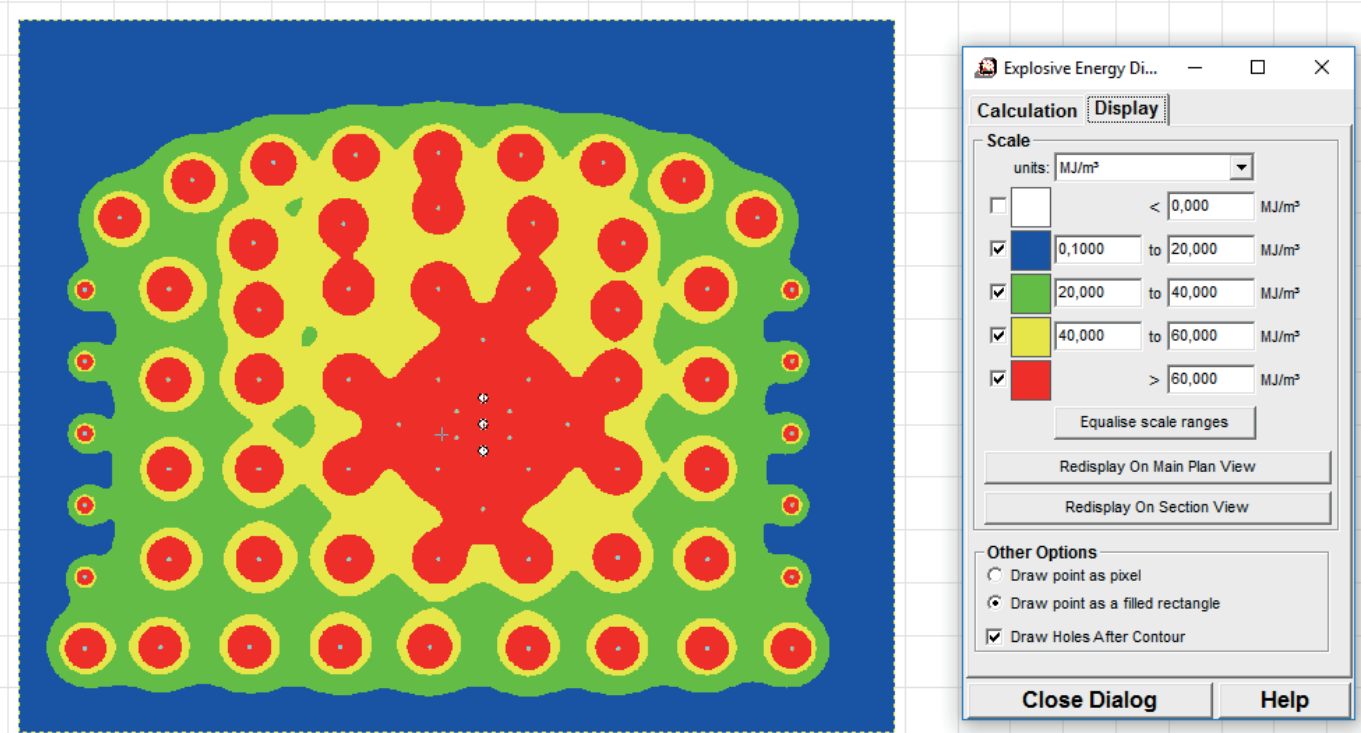 Explosive Energy Di...
Calculation Display
Scale
units: MJ/m³
< 0,000 MJ/m³
0,1000 to 20,000 MJ/m³
20,000 to 40,000 MJ/m³
40,000 to 60,000 MJ/m³
> 60,000 MJ/m³
Equalise scale ranges
Redisplay On Main Plan View
Redisplay On Section View
Other Options
Draw point as pixel
Draw point as a filled rectangle
Draw Holes After Contour
Close Dialog Help